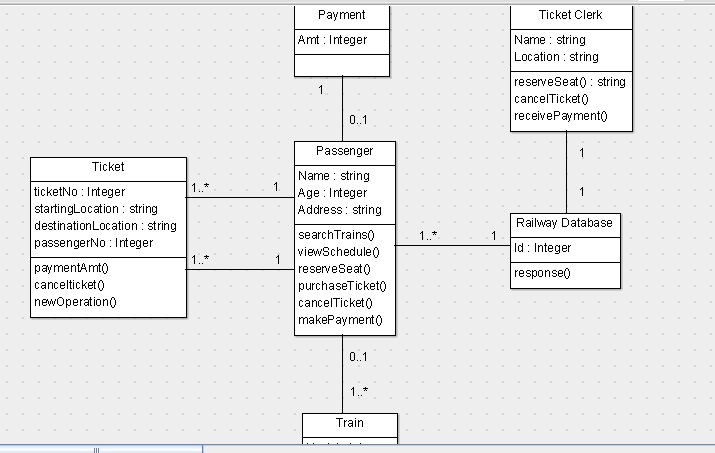 Payment
Amt : Integer
1
0..1
Ticket Clerk
Name : string
Location : string
reserveSeat() : string
cancelTicket()
receivePayment()
1
1
Ticket
ticketNo : Integer
startingLocation : string
destinationLocation : string
passengerNo : Integer
paymentAmt()
cancelticket()
newOperation()
1..*
1
1..*
1
Passenger
Name : string
Age : Integer
Address : string
searchTrains()
viewSchedule()
reserveSeat()
purchaseTicket()
cancelTicket()
makePayment()
1..*
1
Railway Database
Id : Integer
response()
0..1
1..*
Train